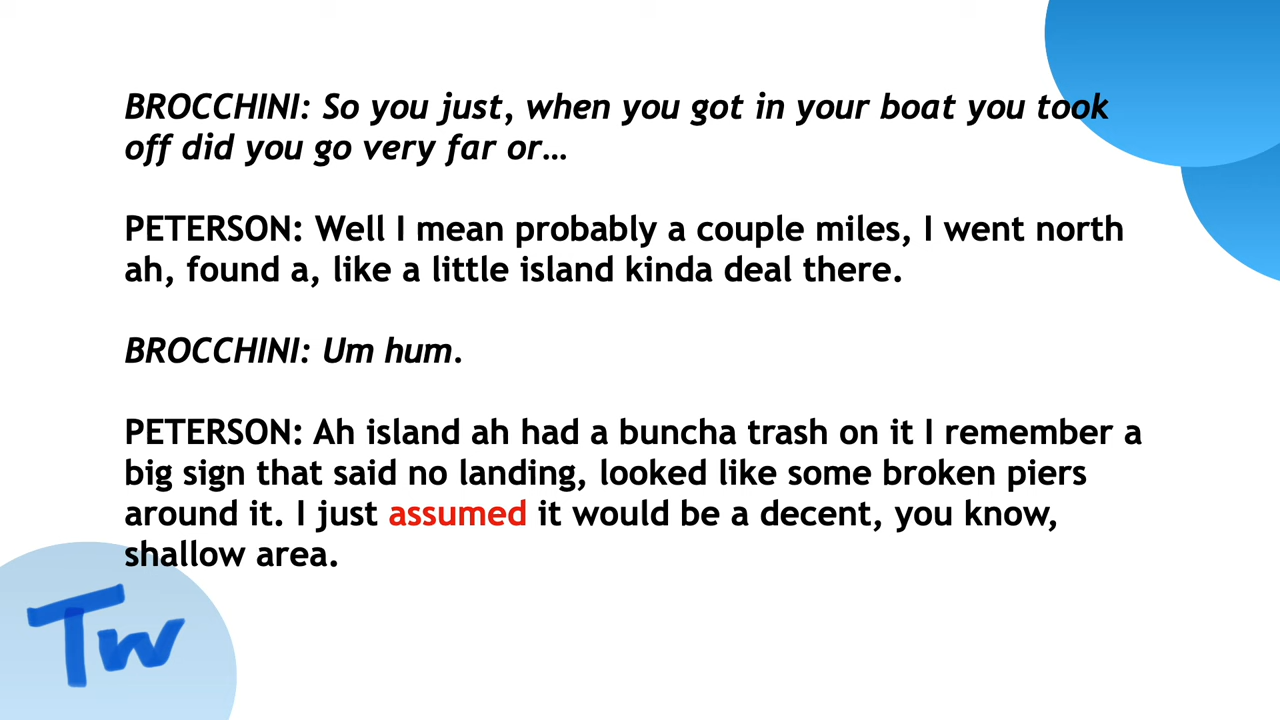 BROCCHINI: So you just, when you got in your boat you took
off did you go very far or…
PETERSON: Well I mean probably a couple miles, I went north
ah, found a, like a little island kinda deal there.
BROCCHINI: Um hum.
PETERSON: Ah island ah had a buncha trash on it I remember a
big sign that said no landing, looked like some broken piers
around it. I just assumed it would be a decent, you know,
shallow area.
Tw